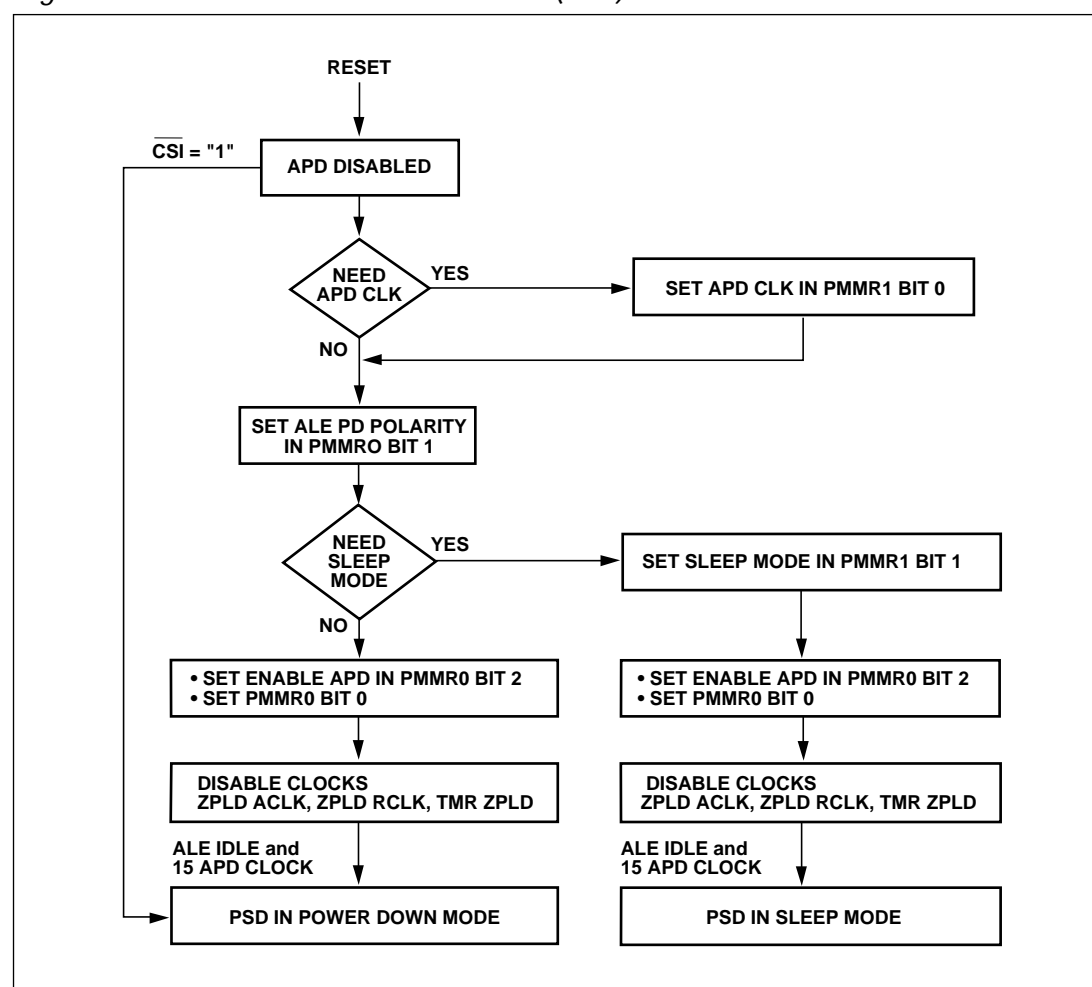 RESET
CSI = "1"
APD DISABLED
NEED
APD CLK
YES
SET APD CLK IN PMMR1 BIT 0
NO
SET ALE PD POLARITY
IN PMMRO BIT 1
NEED
SLEEP
MODE
YES
SET SLEEP MODE IN PMMR1 BIT 1
NO
• SET ENABLE APD IN PMMR0 BIT 2
• SET PMMR0 BIT 0
• SET ENABLE APD IN PMMR0 BIT 2
• SET PMMR0 BIT 0
DISABLE CLOCKS
ZPLD ACLK, ZPLD RCLK, TMR ZPLD
DISABLE CLOCKS
ZPLD ACLK, ZPLD RCLK, TMR ZPLD
ALE IDLE and
15 APD CLOCK
ALE IDLE and
15 APD CLOCK
PSD IN POWER DOWN MODE
PSD IN SLEEP MODE